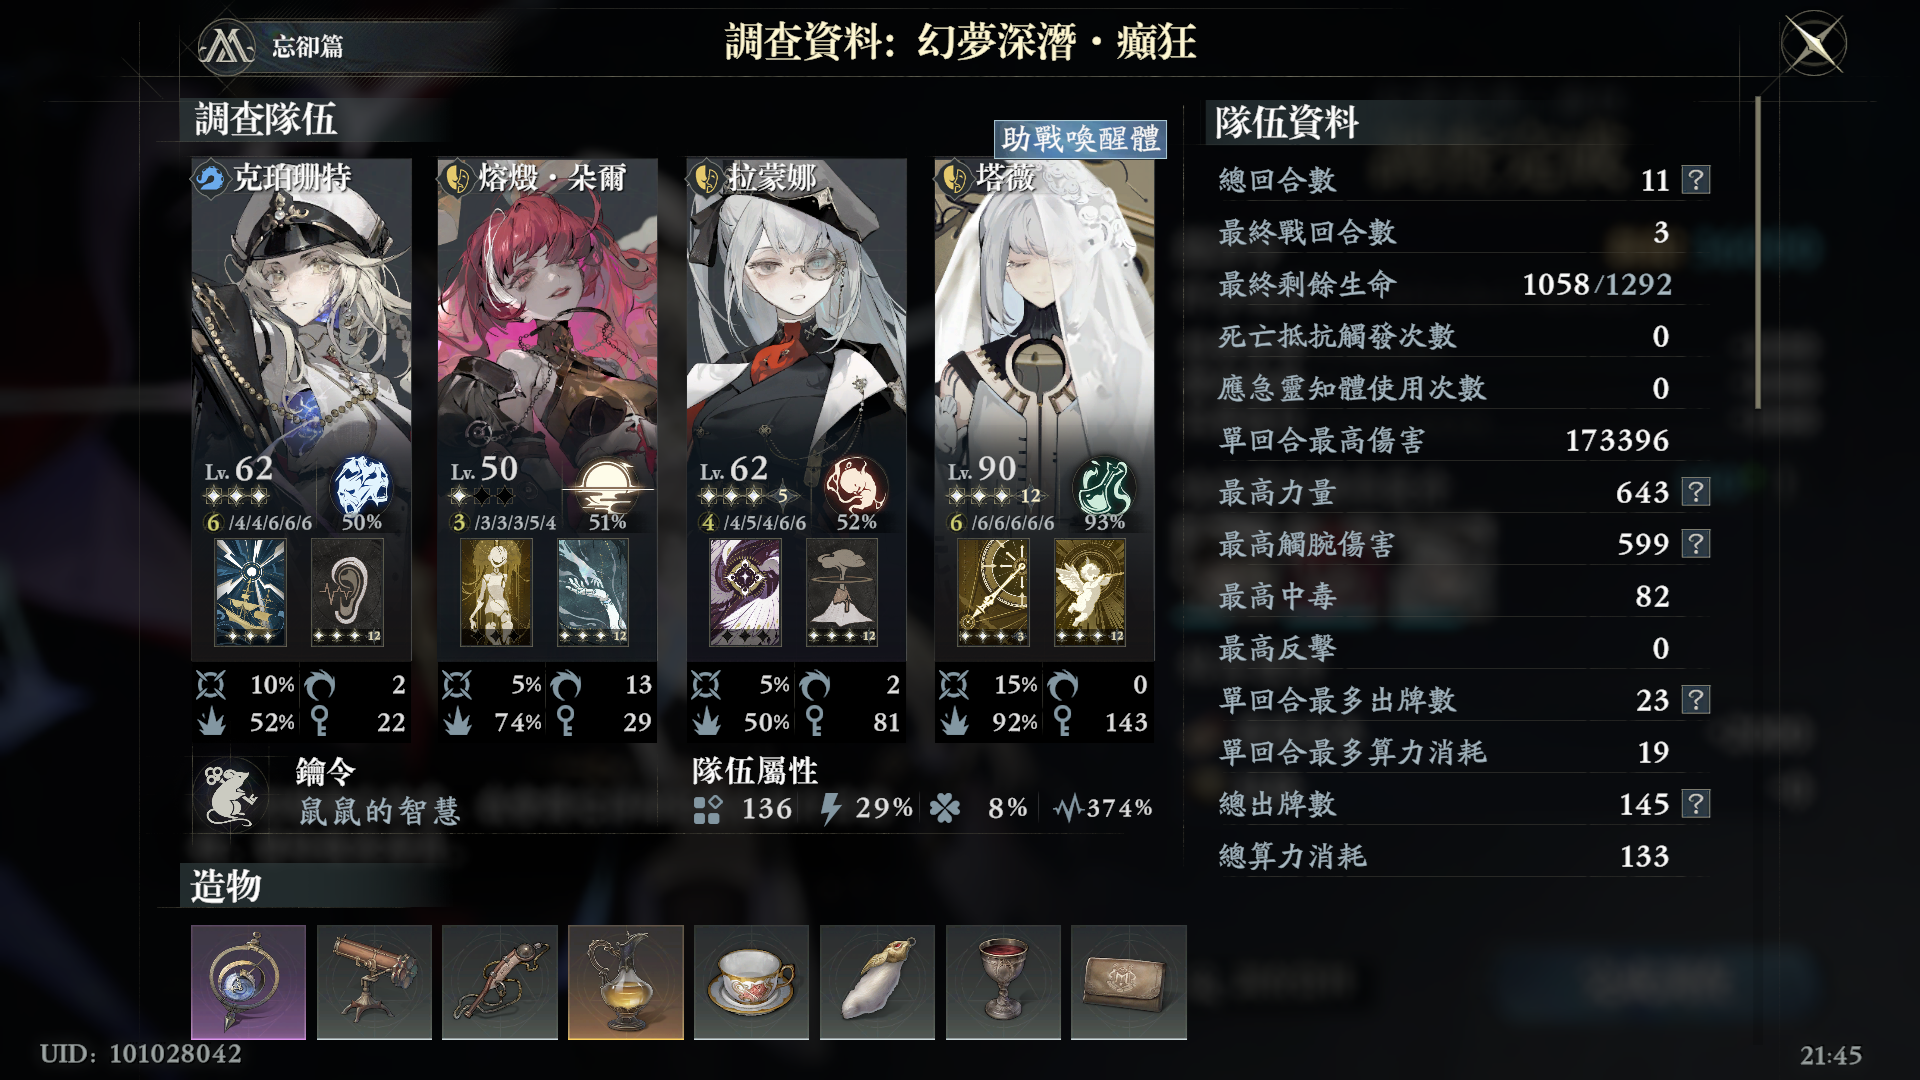 忘卻篇
調查資料：幻夢深潛・癲狂
調查隊伍
助戰喚醒體
克珀珊特
Lv. 62
6 /4/4/6/6/6
50%
10% 2
52% 22
熔燬・朵爾
Lv. 50
3 /3/3/3/5/4
51%
12
5% 13
74% 29
拉蒙娜
Lv. 62
5
4 /4/5/4/6/6
52%
12
5% 2
50% 81
塔薇
Lv. 90
12
6 /6/6/6/6/6
93%
3
12
15% 0
92% 143
12
鑰令
鼠鼠的智慧
隊伍屬性
136 29% 8% 374%
造物
隊伍資料
總回合數 11 ?
最終戰回合數 3
最終剩餘生命 1058/1292
死亡抵抗觸發次數 0
應急靈知體使用次數 0
單回合最高傷害 173396
最高力量 643 ?
最高觸腕傷害 599 ?
最高中毒 82
最高反擊 0
單回合最多出牌數 23 ?
單回合最多算力消耗 19
總出牌數 145 ?
總算力消耗 133
UID: 101028042
21:45